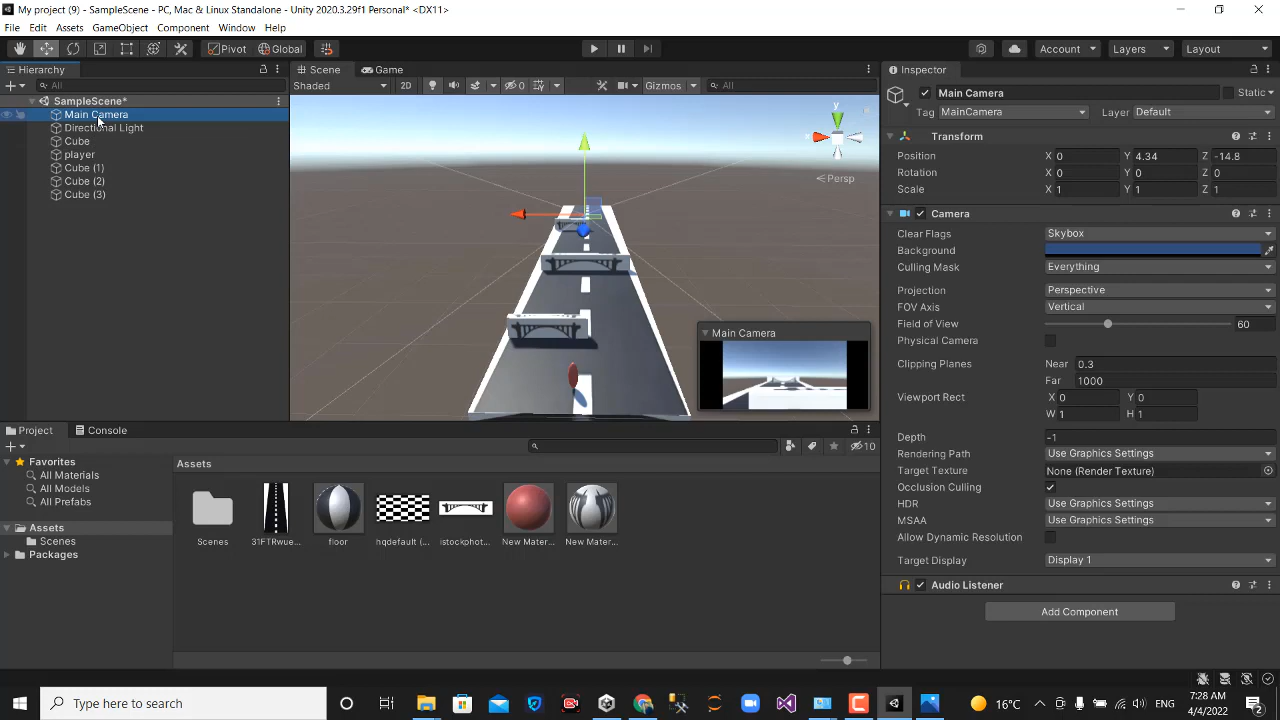 My project (9) - SampleScene - PC, Mac & Linux Standalone - Unity 2020.3.29f1 Personal* <DX11>
File Edit Assets GameObject Component Window Help
Pivot Global Account Layers Layout
Hierarchy Scene Game Inspector
All Shaded 2D 0 Gizmos All Main Camera Static
SampleScene*
Tag MainCamera Layer Default
Main Camera
Directional Light
Cube
player
Cube (1)
Cube (2)
Cube (3)
y
x
Persp
Main Camera
Transform
Position X 0 Y 4.34 Z -14.8
Rotation X 0 Y 0 Z 0
Scale X 1 Y 1 Z 1
Camera
Clear Flags Skybox
Background
Culling Mask Everything
Projection Perspective
FOV Axis Vertical
Field of View 60
Physical Camera
Clipping Planes Near 0.3
Far 1000
Viewport Rect X 0 Y 0
W 1 H 1
Depth -1
Rendering Path Use Graphics Settings
Target Texture None (Render Texture)
Occlusion Culling
HDR Use Graphics Settings
MSAA Use Graphics Settings
Allow Dynamic Resolution
Target Display Display 1
Audio Listener
Add Component
Project Console
10
Favorites
All Materials
All Models
All Prefabs
Assets
Scenes
Packages
Assets
Scenes 31FTRwue... floor hqdefault (... istockphot... New Mater... New Mater...
Type here to search
16°C ENG 7:28 AM
4/4/2022